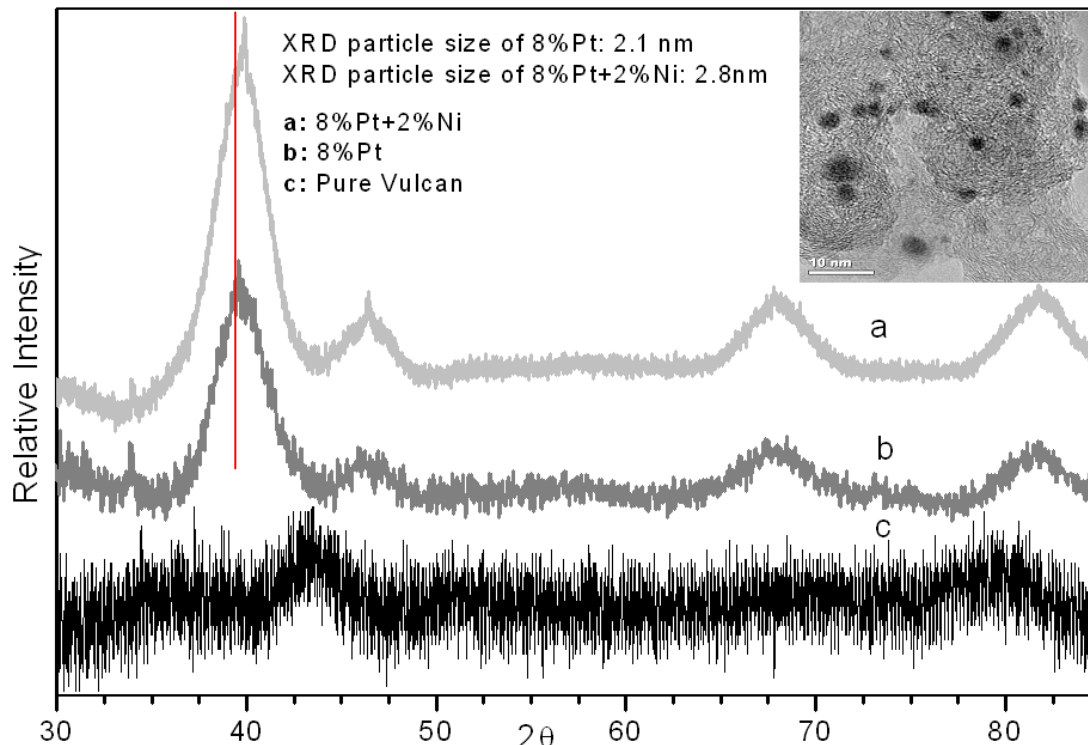 XRD particle size of 8%Pt: 2.1 nm
XRD particle size of 8%Pt+2%Ni: 2.8nm
a: 8%Pt+2%Ni
b: 8%Pt
c: Pure Vulcan
10 nm
Relative Intensity
a
b
c
30 40 50 60 70 80
2θ